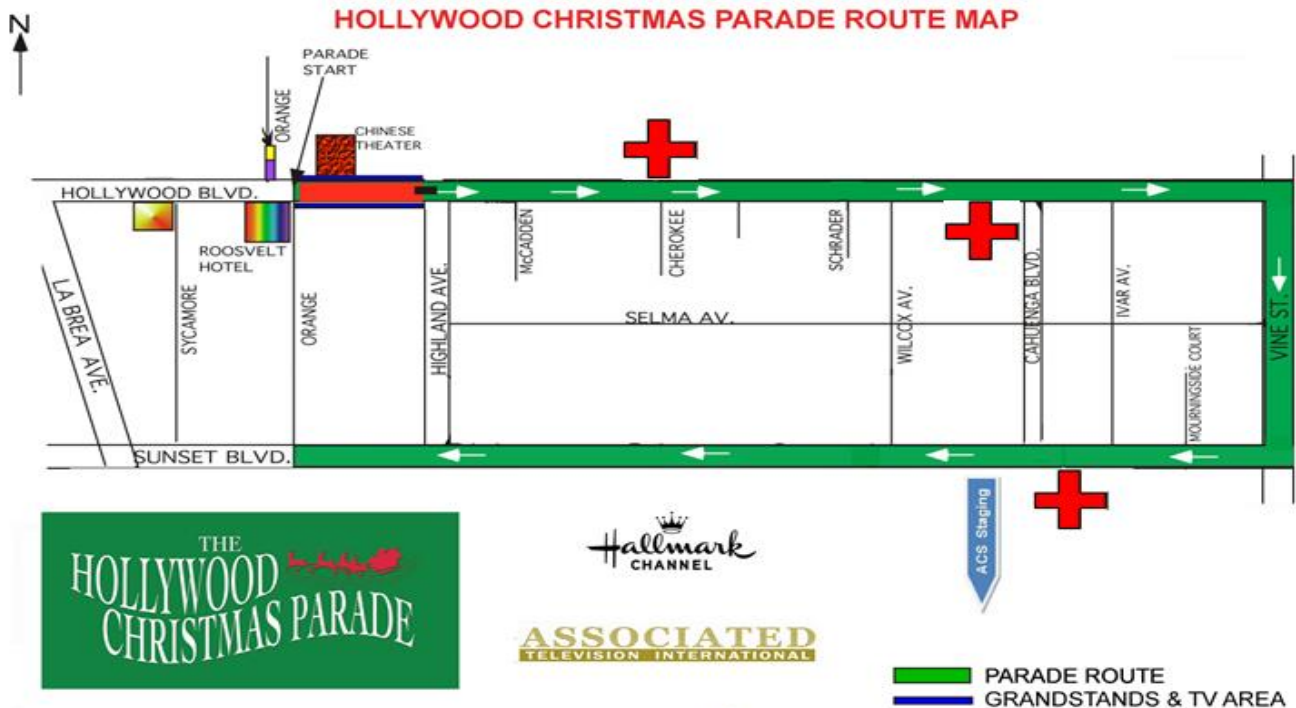 HOLLYWOOD CHRISTMAS PARADE ROUTE MAP
N
PARADE
START
ORANGE
CHINESE
THEATER
HOLLYWOOD BLVD.
ROOSVELT
HOTEL
McCADDEN
CHEROKEE
SCHRADER
LA BREA AVE.
SYCAMORE
ORANGE
HIGHLAND AVE.
SELMA AV.
WILCOX AV.
CAHUENGA BLVD.
IVAR AV.
MOURNINGSIDE COURT
VINE ST.
SUNSET BLVD.
ACS Staging
THE
HOLLYWOOD
CHRISTMAS PARADE
Hallmark
CHANNEL
ASSOCIATED
TELEVISION INTERNATIONAL
PARADE ROUTE
GRANDSTANDS & TV AREA